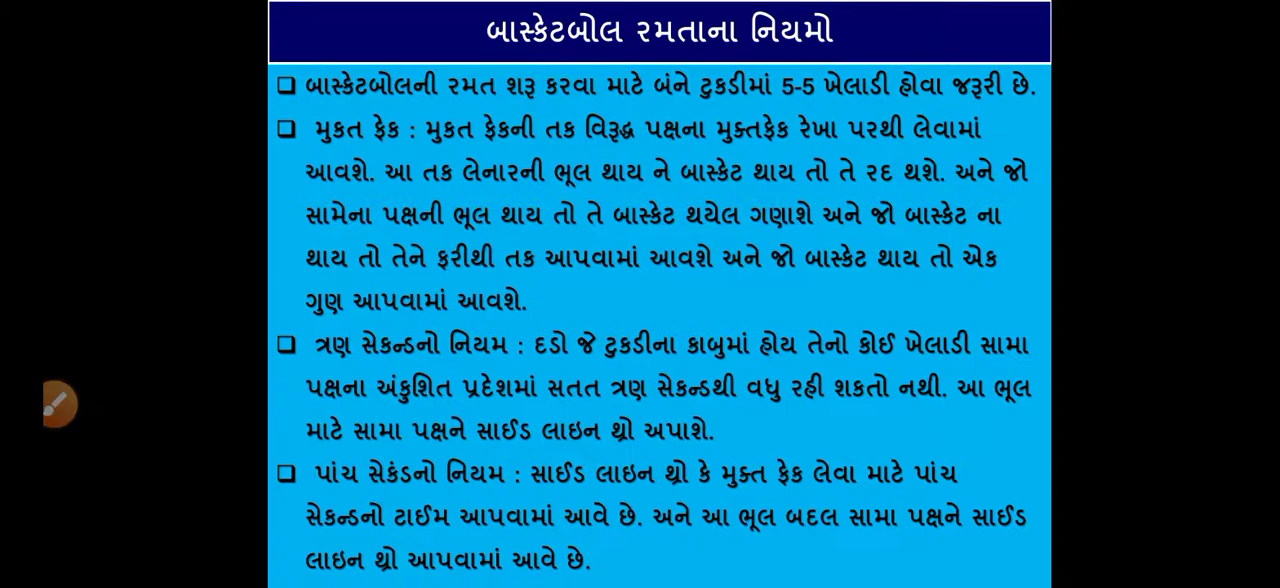 બાસ્કેટબોલ રમતાના નિયમો
❑ બાસ્કેટબોલની રમત શરૂ કરવા માટે બંને ટુકડીમાં 5-5 ખેલાડી હોવા જરૂરી છે.
❑ મુકત ફેક : મુકત ફેકની તક વિરૂદ્ધ પક્ષના મુક્તફેક રેખા પરથી લેવામાં
આવશે. આ તક લેનારની ભૂલ થાય ને બાસ્કેટ થાય તો તે રદ થશે. અને જો
સામેના પક્ષની ભૂલ થાય તો તે બાસ્કેટ થયેલ ગણાશે અને જો બાસ્કેટ ના
થાય તો તેને ફરીથી તક આપવામાં આવશે અને જો બાસ્કેટ થાય તો એક
ગુણ આપવામાં આવશે.
❑ ત્રણ સેકન્ડનો નિયમ : દડો જે ટુકડીના કાબુમાં હોય તેનો કોઈ ખેલાડી સામા
પક્ષના અંકુશિત પ્રદેશમાં સતત ત્રણ સેકન્ડથી વધુ રહી શકતો નથી. આ ભૂલ
માટે સામા પક્ષને સાઈડ લાઇન થ્રો અપાશે.
❑ પાંચ સેકંડનો નિયમ : સાઈડ લાઇન થ્રો કે મુક્ત ફેક લેવા માટે પાંચ
સેકન્ડનો ટાઈમ આપવામાં આવે છે. અને આ ભૂલ બદલ સામા પક્ષને સાઈડ
લાઇન થ્રો આપવામાં આવે છે.